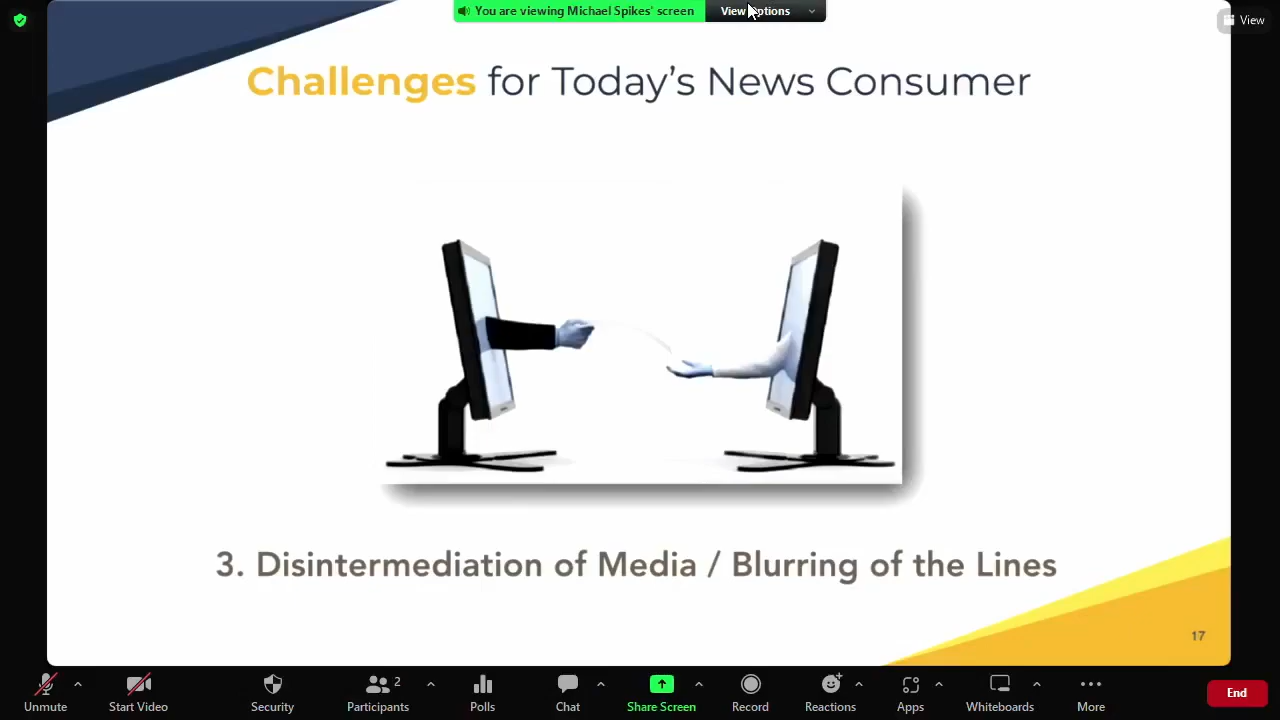 You are viewing Michael Spikes' screen
View Options
View
Challenges for Today's News Consumer
3. Disintermediation of Media / Blurring of the Lines
17
Unmute
Start Video
Security
Participants
2
Polls
Chat
Share Screen
Record
Reactions
Apps
Whiteboards
More
End